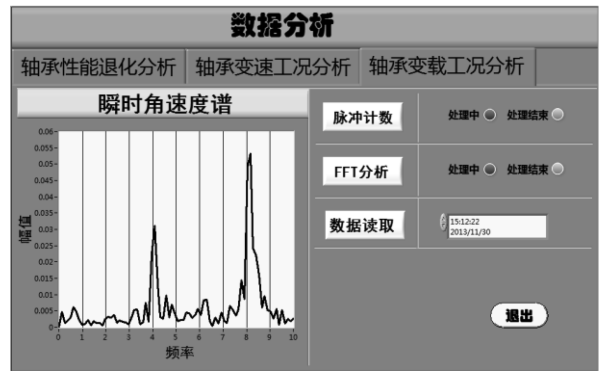 数据分析
轴承性能退化分析 轴承变速工况分析 轴承变载工况分析
瞬时角速度谱
0.06
0.055
0.05
0.045
0.04
0.035
0.03
0.025
0.02
0.015
0.01
0.005
0
幅值
0 1 2 3 4 5 6 7 8 9 10
频率
脉冲计数 处理中 处理结束
FFT分析 处理中 处理结束
数据读取
15:12:22
2013/11/30
退出